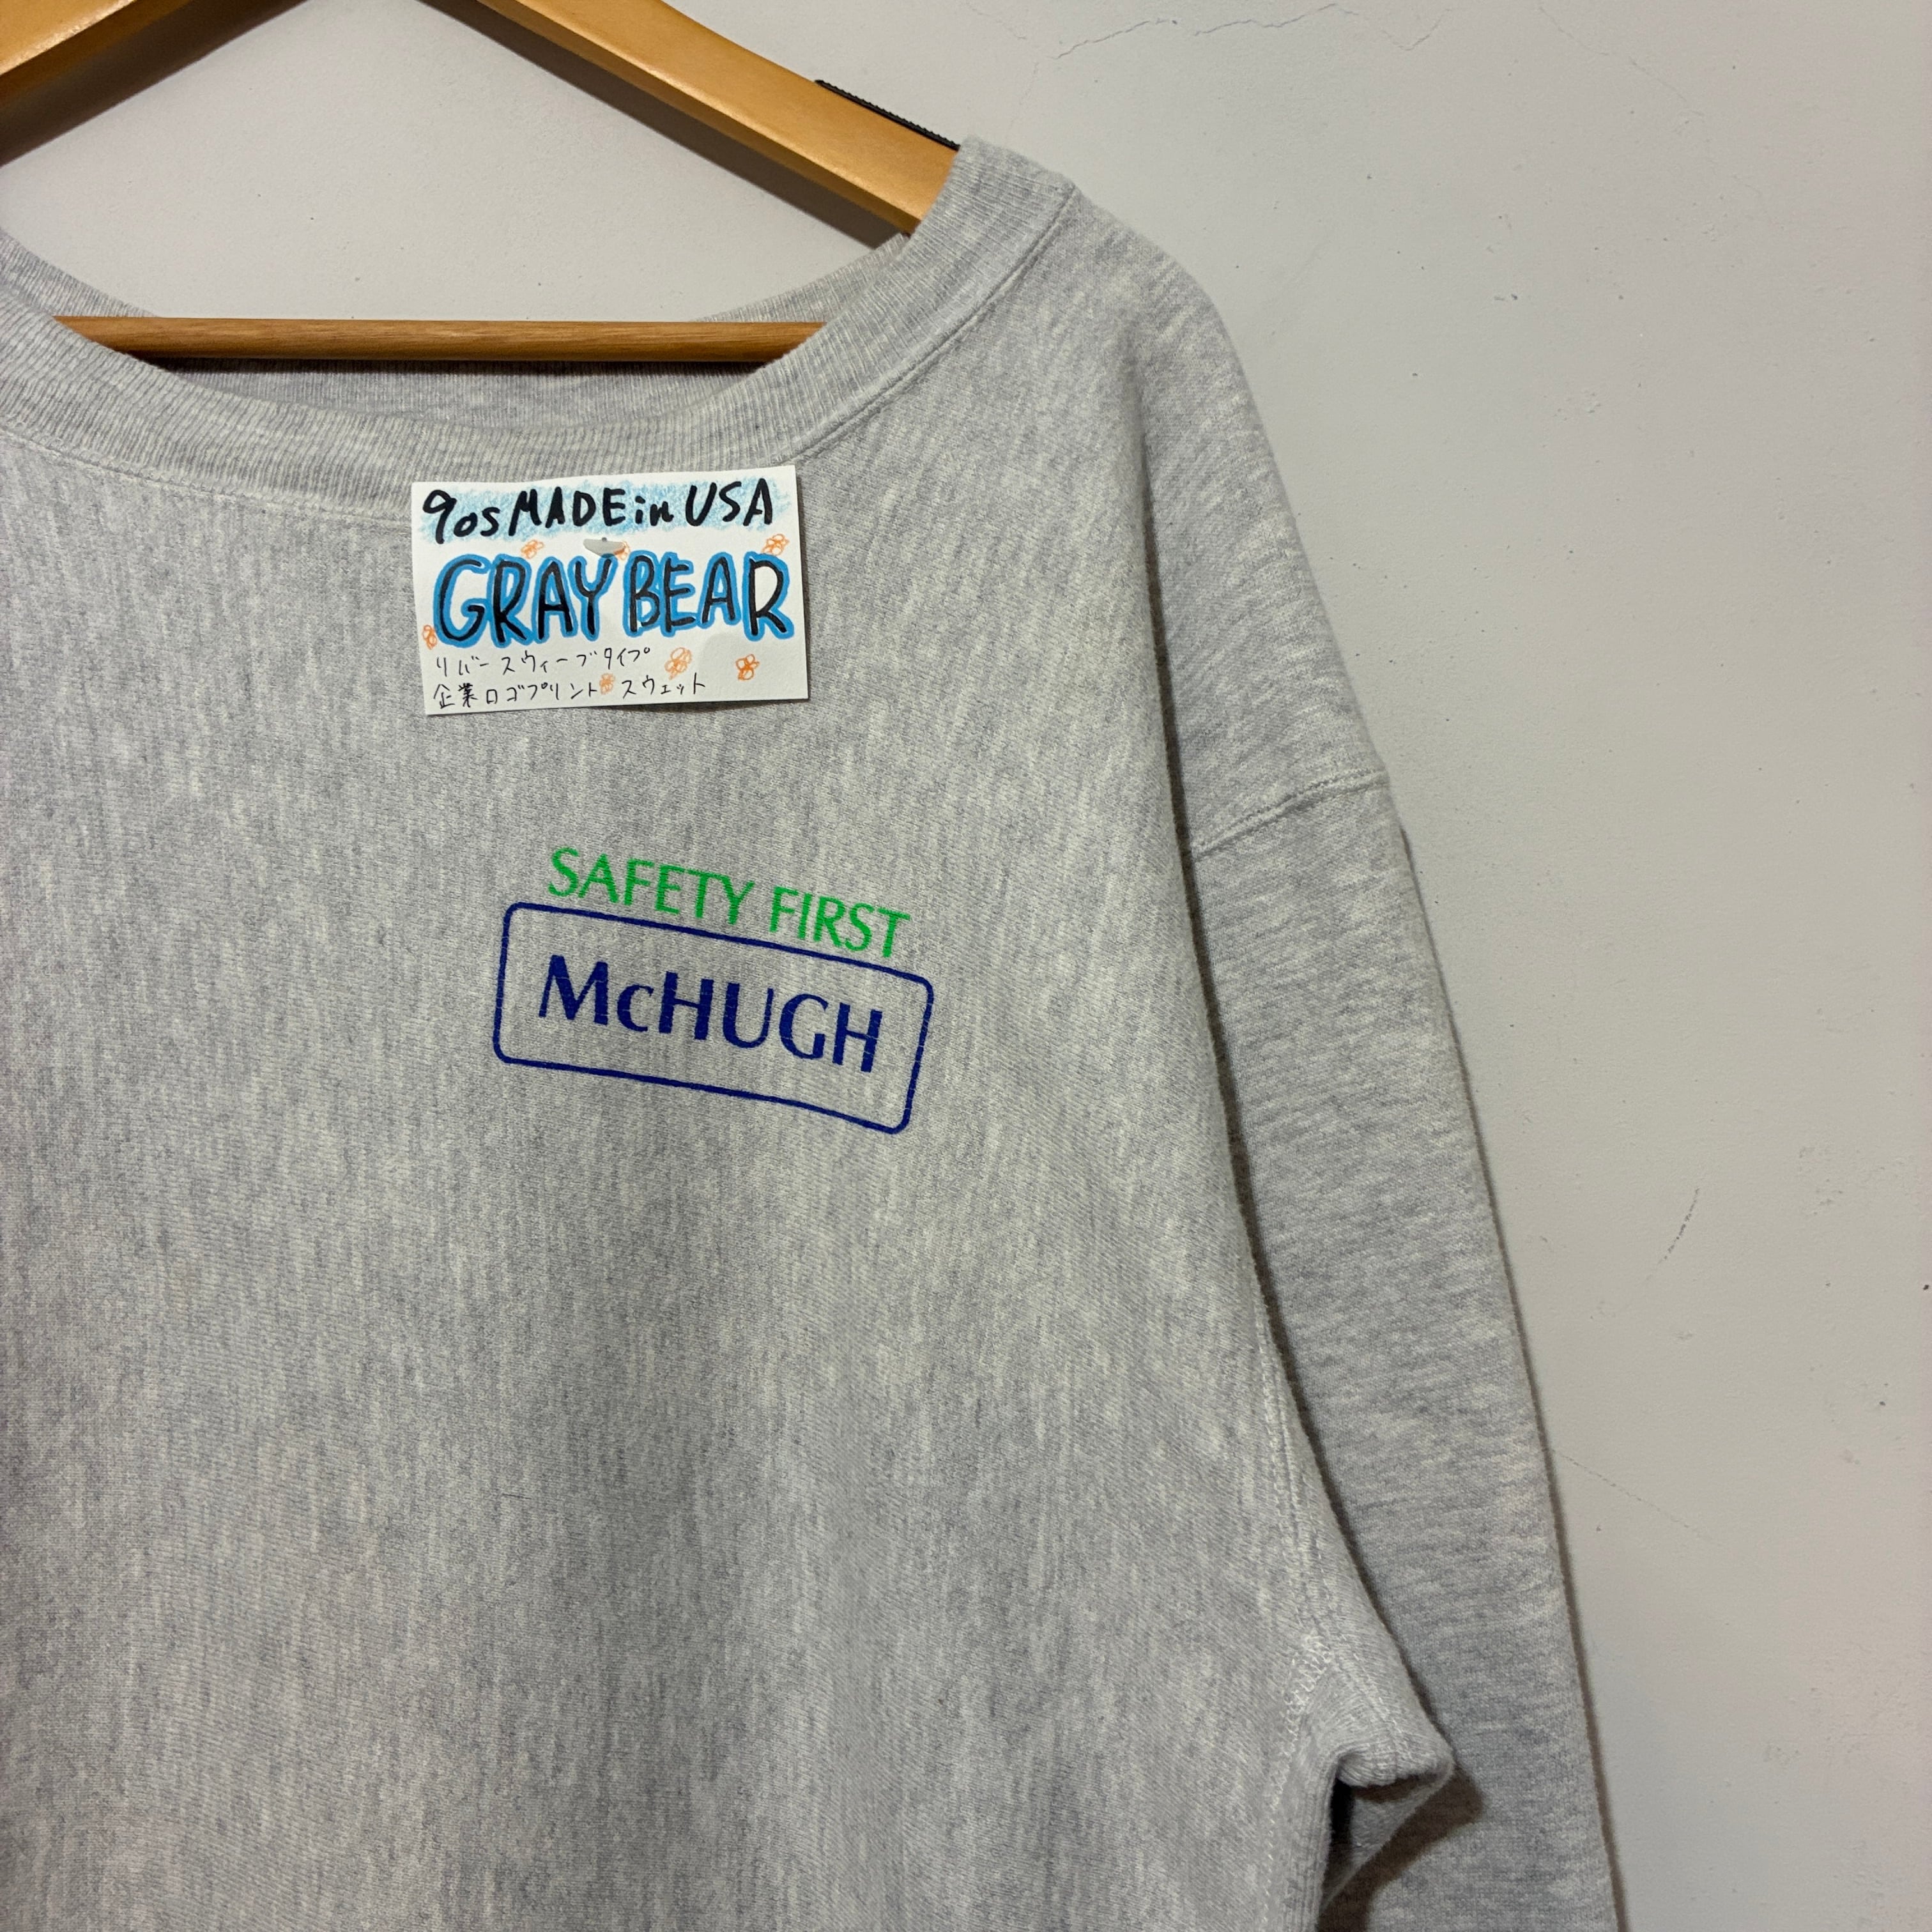 90s MADE in USA
GRAY BEAR
リバースウィーブタイプ
企業ロゴプリントスウェット
SAFETY FIRST
McHUGH